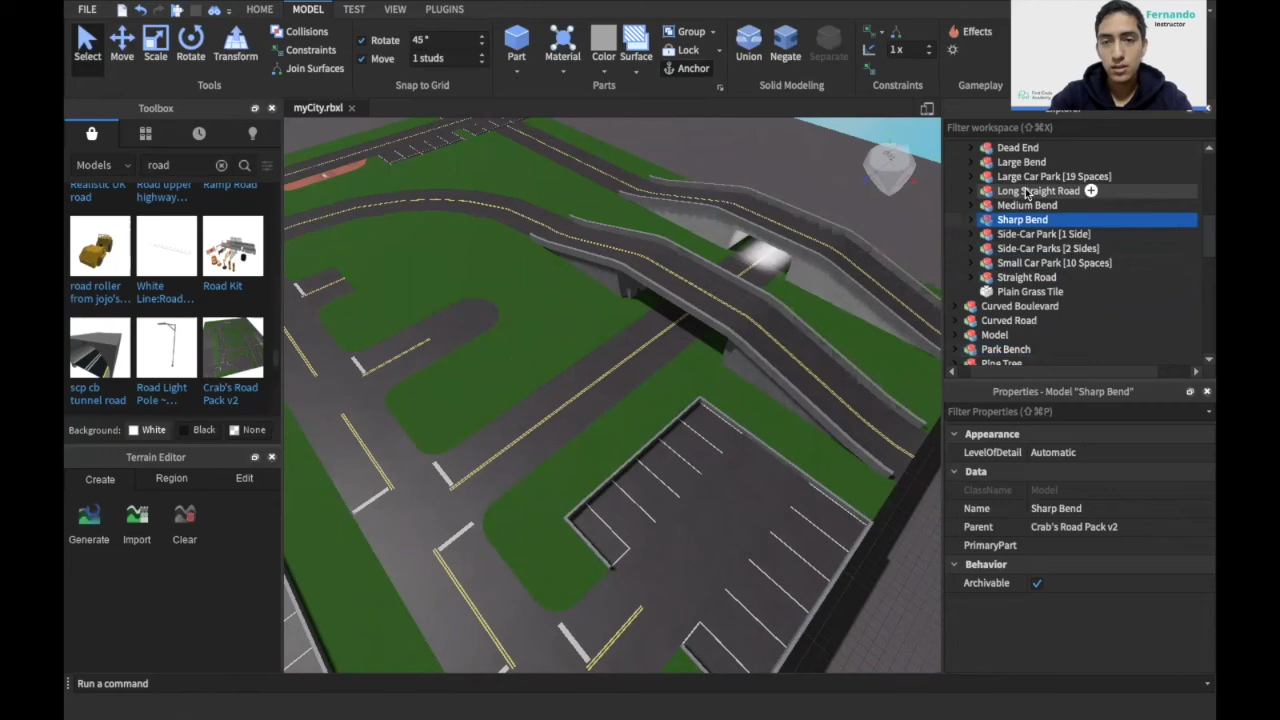 FILE HOME MODEL TEST VIEW PLUGINS
Fernando
Instructor
Select Move Scale Rotate Transform
Tools
Collisions
Constraints
Join Surfaces
Rotate 45°
Move 1 studs
Snap to Grid
Part Material Color Surface
Group
Lock
Anchor
Parts
Union Negate Separate
Solid Modeling
1 x
Constraints
Effects
Gameplay
Toolbox
myCity.rbxl
Models road
Realistic UK road
Road upper highway...
Ramp Road
road roller from jojo's...
White Line:Road...
Road Kit
scp cb tunnel road
Road Light Pole ~...
Crab's Road Pack v2
Background: White Black None
Terrain Editor
Create Region Edit
Generate Import Clear
Filter workspace (⇧⌘X)
Dead End
Large Bend
Large Car Park [19 Spaces]
Long Straight Road
Medium Bend
Sharp Bend
Side-Car Park [1 Side]
Side-Car Parks [2 Sides]
Small Car Park [10 Spaces]
Straight Road
Plain Grass Tile
Curved Boulevard
Curved Road
Model
Park Bench
Pine Tree
Properties - Model "Sharp Bend"
Filter Properties (⇧⌘P)
Appearance
LevelOfDetail Automatic
Data
ClassName Model
Name Sharp Bend
Parent Crab's Road Pack v2
PrimaryPart
Behavior
Archivable
Run a command